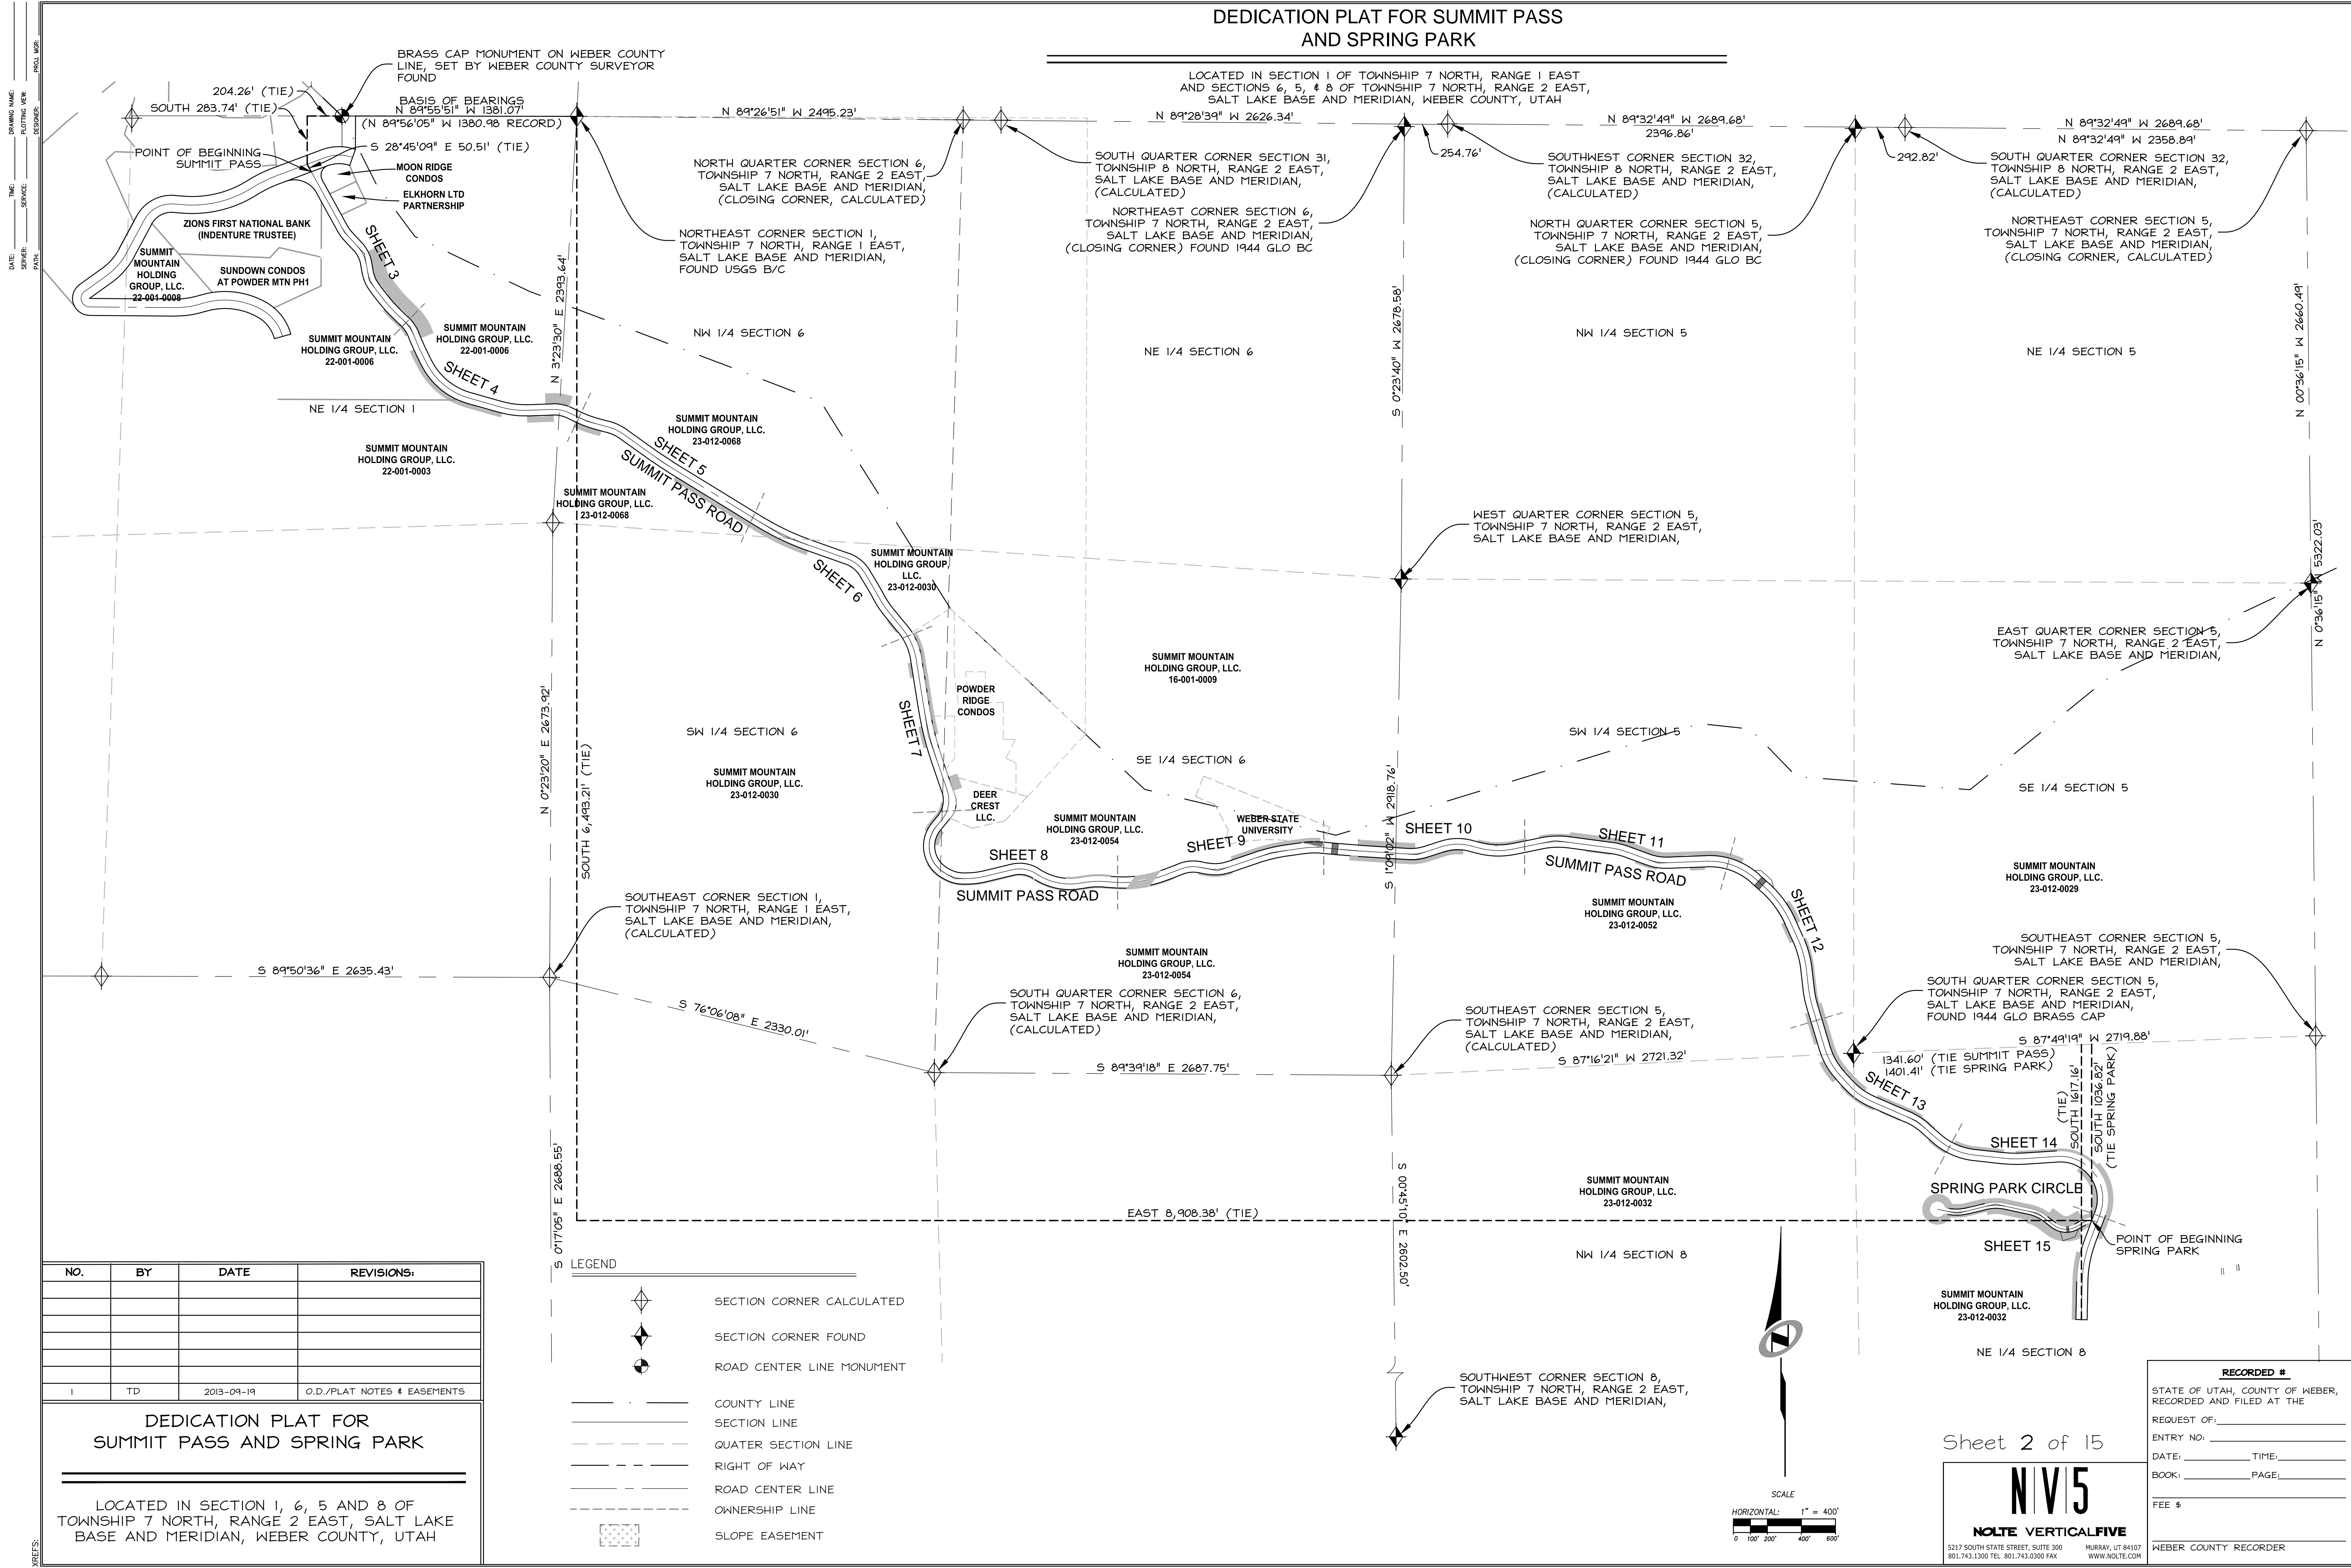 DEDICATION PLAT FOR SUMMIT PASS
AND SPRING PARK
LOCATED IN SECTION 1 OF TOWNSHIP 7 NORTH, RANGE 1 EAST
AND SECTIONS 6, 5, & 8 OF TOWNSHIP 7 NORTH, RANGE 2 EAST,
SALT LAKE BASE AND MERIDIAN, WEBER COUNTY, UTAH
DRAWING NAME:
PLOTTING VIEW:
DESIGNER:
PROJ. MGR:
TIME:
SERVICE:
DATE:
SERVER:
PATH:
XREFS:
BRASS CAP MONUMENT ON WEBER COUNTY
LINE, SET BY WEBER COUNTY SURVEYOR
FOUND
204.26' (TIE)
SOUTH 283.74' (TIE)
BASIS OF BEARINGS
N 89°55'51" W 1381.07'
(N 89°56'05" W 1380.98 RECORD)
S 28°45'09" E 50.51' (TIE)
POINT OF BEGINNING
SUMMIT PASS
MOON RIDGE
CONDOS
ELKHORN LTD
PARTNERSHIP
ZIONS FIRST NATIONAL BANK
(INDENTURE TRUSTEE)
SUMMIT
MOUNTAIN
HOLDING
GROUP, LLC.
22-001-0008
SUNDOWN CONDOS
AT POWDER MTN PH1
SHEET 3
N 89°26'51" W 2495.23'
N 89°28'39" W 2626.34'
254.76'
N 89°32'49" W 2689.68'
2396.86'
292.82'
N 89°32'49" W 2689.68'
N 89°32'49" W 2358.89'
NORTH QUARTER CORNER SECTION 6,
TOWNSHIP 7 NORTH, RANGE 2 EAST,
SALT LAKE BASE AND MERIDIAN,
(CLOSING CORNER, CALCULATED)
SOUTH QUARTER CORNER SECTION 31,
TOWNSHIP 8 NORTH, RANGE 2 EAST,
SALT LAKE BASE AND MERIDIAN,
(CALCULATED)
SOUTHWEST CORNER SECTION 32,
TOWNSHIP 8 NORTH, RANGE 2 EAST,
SALT LAKE BASE AND MERIDIAN,
(CALCULATED)
SOUTH QUARTER CORNER SECTION 32,
TOWNSHIP 8 NORTH, RANGE 2 EAST,
SALT LAKE BASE AND MERIDIAN,
(CALCULATED)
NORTHEAST CORNER SECTION 1,
TOWNSHIP 7 NORTH, RANGE 1 EAST,
SALT LAKE BASE AND MERIDIAN,
FOUND USGS B/C
NORTHEAST CORNER SECTION 6,
TOWNSHIP 7 NORTH, RANGE 2 EAST,
SALT LAKE BASE AND MERIDIAN,
(CLOSING CORNER) FOUND 1944 GLO BC
NORTH QUARTER CORNER SECTION 5,
TOWNSHIP 7 NORTH, RANGE 2 EAST,
SALT LAKE BASE AND MERIDIAN,
(CLOSING CORNER) FOUND 1944 GLO BC
NORTHEAST CORNER SECTION 5,
TOWNSHIP 7 NORTH, RANGE 2 EAST,
SALT LAKE BASE AND MERIDIAN,
(CLOSING CORNER, CALCULATED)
N 3°23'30" E 2393.64'
S 0°23'40" W 2678.58'
N 00°36'15" W 2660.49'
NW 1/4 SECTION 6
NE 1/4 SECTION 6
NW 1/4 SECTION 5
NE 1/4 SECTION 5
SUMMIT MOUNTAIN
HOLDING GROUP, LLC.
22-001-0006
SUMMIT MOUNTAIN
HOLDING GROUP, LLC.
22-001-0006
SHEET 4
NE 1/4 SECTION 1
SUMMIT MOUNTAIN
HOLDING GROUP, LLC.
22-001-0003
SUMMIT MOUNTAIN
HOLDING GROUP, LLC.
23-012-0068
SHEET 5
SUMMIT PASS ROAD
SUMMIT MOUNTAIN
HOLDING GROUP, LLC.
23-012-0068
SUMMIT MOUNTAIN
HOLDING GROUP,
LLC.
23-012-0030
SHEET 6
WEST QUARTER CORNER SECTION 5,
TOWNSHIP 7 NORTH, RANGE 2 EAST,
SALT LAKE BASE AND MERIDIAN,
N 0°36'15" W 5322.03'
EAST QUARTER CORNER SECTION 5,
TOWNSHIP 7 NORTH, RANGE 2 EAST,
SALT LAKE BASE AND MERIDIAN,
SUMMIT MOUNTAIN
HOLDING GROUP, LLC.
16-001-0009
POWDER
RIDGE
CONDOS
SHEET 7
N 0°23'20" E 2673.92'
SOUTH 6,493.21' (TIE)
SW 1/4 SECTION 6
SUMMIT MOUNTAIN
HOLDING GROUP, LLC.
23-012-0030
SE 1/4 SECTION 6
SW 1/4 SECTION 5
SE 1/4 SECTION 5
DEER
CREST
LLC.
SUMMIT MOUNTAIN
HOLDING GROUP, LLC.
23-012-0054
WEBER STATE
UNIVERSITY
S 1°09'02" W 2918.76'
SHEET 8
SUMMIT PASS ROAD
SHEET 9
SHEET 10
SHEET 11
SUMMIT PASS ROAD
SHEET 12
SUMMIT MOUNTAIN
HOLDING GROUP, LLC.
23-012-0029
SUMMIT MOUNTAIN
HOLDING GROUP, LLC.
23-012-0052
SOUTHEAST CORNER SECTION 1,
TOWNSHIP 7 NORTH, RANGE 1 EAST,
SALT LAKE BASE AND MERIDIAN,
(CALCULATED)
S 89°50'36" E 2635.43'
S 76°06'08" E 2330.01'
SUMMIT MOUNTAIN
HOLDING GROUP, LLC.
23-012-0054
SOUTH QUARTER CORNER SECTION 6,
TOWNSHIP 7 NORTH, RANGE 2 EAST,
SALT LAKE BASE AND MERIDIAN,
(CALCULATED)
S 89°39'18" E 2687.75'
SOUTHEAST CORNER SECTION 5,
TOWNSHIP 7 NORTH, RANGE 2 EAST,
SALT LAKE BASE AND MERIDIAN,
(CALCULATED)
S 87°16'21" W 2721.32'
SOUTHEAST CORNER SECTION 5,
TOWNSHIP 7 NORTH, RANGE 2 EAST,
SALT LAKE BASE AND MERIDIAN,
SOUTH QUARTER CORNER SECTION 5,
TOWNSHIP 7 NORTH, RANGE 2 EAST,
SALT LAKE BASE AND MERIDIAN,
FOUND 1944 GLO BRASS CAP
S 87°49'19" W 2719.88'
1341.60' (TIE SUMMIT PASS)
1401.41' (TIE SPRING PARK)
(TIE)
SOUTH 1617.16'
SOUTH 1036.82'
(TIE SPRING PARK)
SHEET 13
SHEET 14
SPRING PARK CIRCLE
SHEET 15
POINT OF BEGINNING
SPRING PARK
S 0°17'05" E 2688.55'
EAST 8,908.38' (TIE)
S 00°45'10" E 2602.50'
SUMMIT MOUNTAIN
HOLDING GROUP, LLC.
23-012-0032
NW 1/4 SECTION 8
SUMMIT MOUNTAIN
HOLDING GROUP, LLC.
23-012-0032
NE 1/4 SECTION 8
SOUTHWEST CORNER SECTION 8,
TOWNSHIP 7 NORTH, RANGE 2 EAST,
SALT LAKE BASE AND MERIDIAN,
LEGEND
SECTION CORNER CALCULATED
SECTION CORNER FOUND
ROAD CENTER LINE MONUMENT
COUNTY LINE
SECTION LINE
QUATER SECTION LINE
RIGHT OF WAY
ROAD CENTER LINE
OWNERSHIP LINE
SLOPE EASEMENT
NO. BY DATE REVISIONS:
1 TD 2013-09-19 O.D./PLAT NOTES & EASEMENTS
DEDICATION PLAT FOR
SUMMIT PASS AND SPRING PARK
LOCATED IN SECTION 1, 6, 5 AND 8 OF
TOWNSHIP 7 NORTH, RANGE 2 EAST, SALT LAKE
BASE AND MERIDIAN, WEBER COUNTY, UTAH
N
SCALE
HORIZONTAL: 1" = 400'
0 100' 200' 400' 600'
Sheet 2 of 15
N|V|5
NOLTE VERTICALFIVE
5217 SOUTH STATE STREET, SUITE 300 MURRAY, UT 84107
801.743.1300 TEL 801.743.0300 FAX WWW.NOLTE.COM
RECORDED #
STATE OF UTAH, COUNTY OF WEBER,
RECORDED AND FILED AT THE
REQUEST OF:
ENTRY NO:
DATE: TIME:
BOOK: PAGE:
FEE $
WEBER COUNTY RECORDER